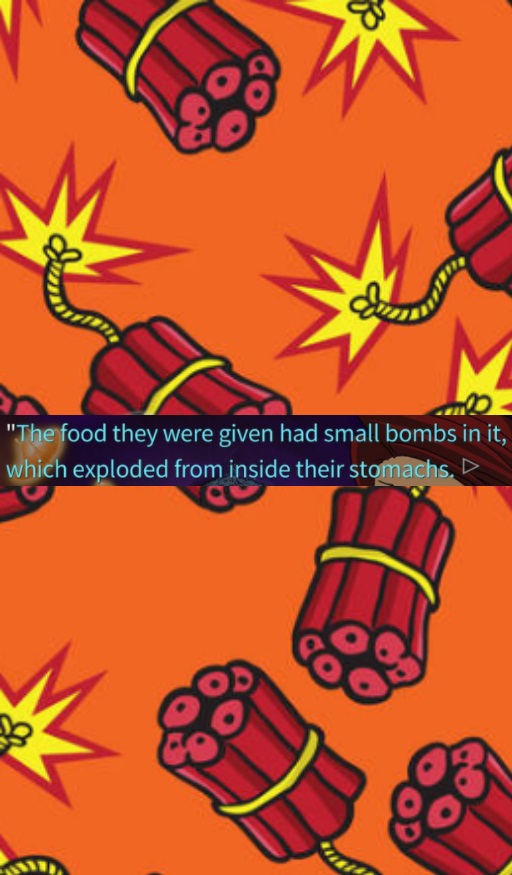 "The food they were given had small bombs in it,
which exploded from inside their stomachs.